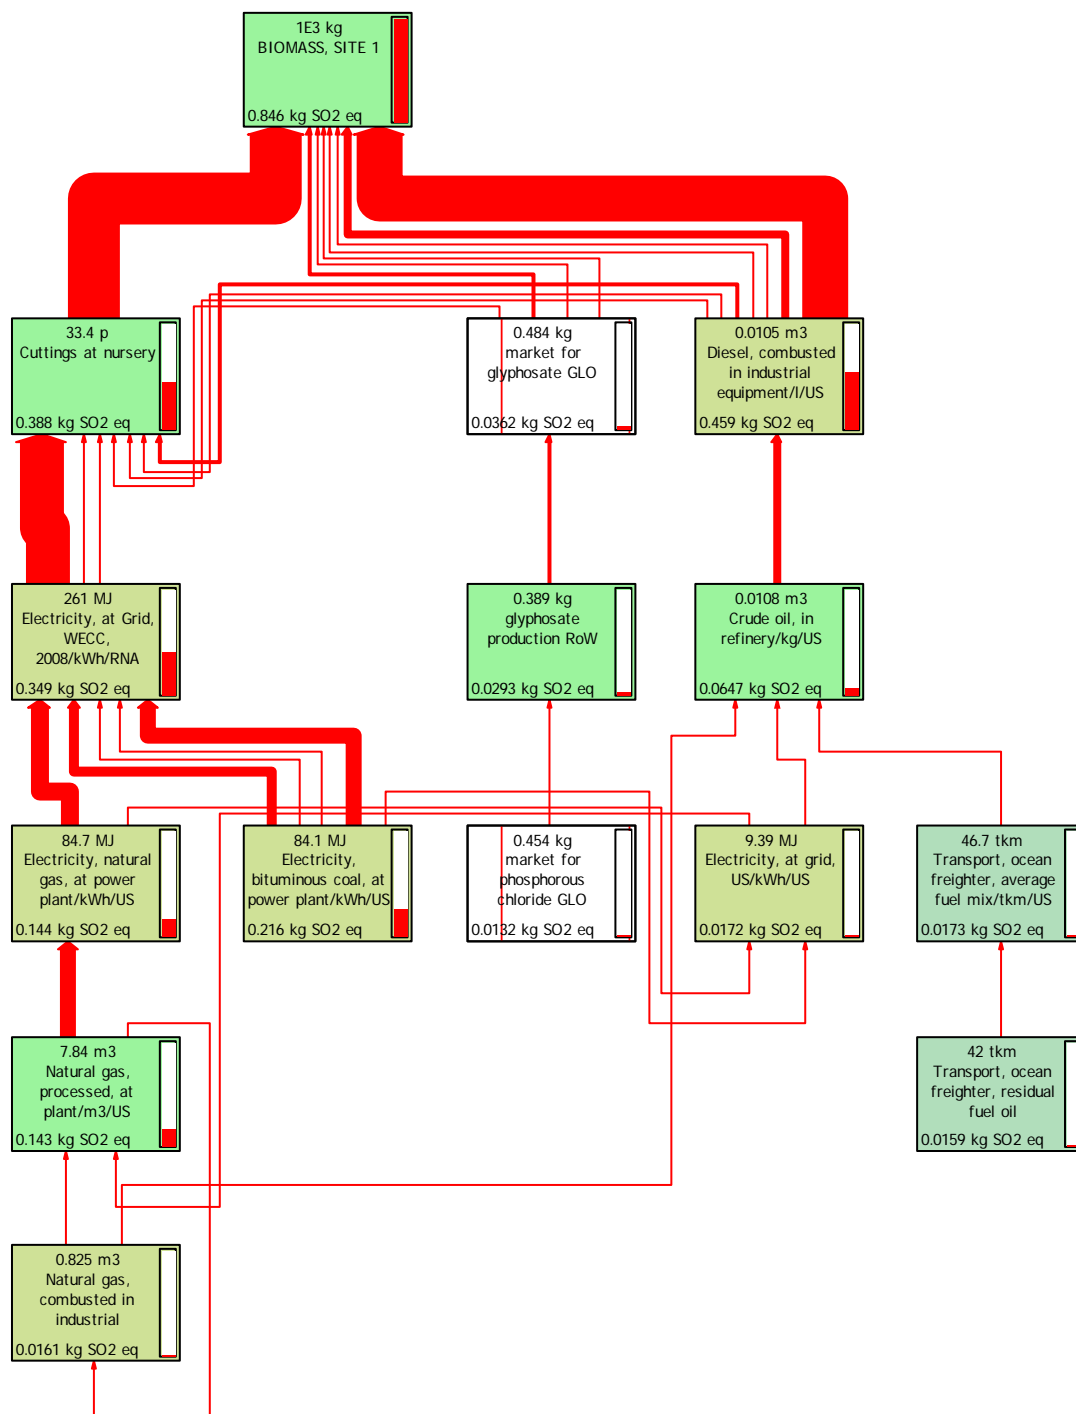 1E3 kg
BIOMASS, SITE 1
0.846 kg SO2 eq
33.4 p
Cuttings at nursery
0.388 kg SO2 eq
0.484 kg
market for
glyphosate GLO
0.0362 kg SO2 eq
0.0105 m3
Diesel, combusted
in industrial
equipment/l/US
0.459 kg SO2 eq
261 MJ
Electricity, at Grid,
WECC,
2008/kWh/RNA
0.349 kg SO2 eq
0.389 kg
glyphosate
production RoW
0.0293 kg SO2 eq
0.0108 m3
Crude oil, in
refinery/kg/US
0.0647 kg SO2 eq
84.7 MJ
Electricity, natural
gas, at power
plant/kWh/US
0.144 kg SO2 eq
84.1 MJ
Electricity,
bituminous coal, at
power plant/kWh/US
0.216 kg SO2 eq
0.454 kg
market for
phosphorous
chloride GLO
0.0132 kg SO2 eq
9.39 MJ
Electricity, at grid,
US/kWh/US
0.0172 kg SO2 eq
46.7 tkm
Transport, ocean
freighter, average
fuel mix/tkm/US
0.0173 kg SO2 eq
7.84 m3
Natural gas,
processed, at
plant/m3/US
0.143 kg SO2 eq
42 tkm
Transport, ocean
freighter, residual
fuel oil
0.0159 kg SO2 eq
0.825 m3
Natural gas,
combusted in
industrial
0.0161 kg SO2 eq